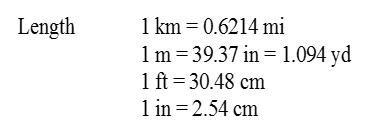 Length 1 km = 0.6214 mi
1 m = 39.37 in = 1.094 yd
1 ft = 30.48 cm
1 in = 2.54 cm